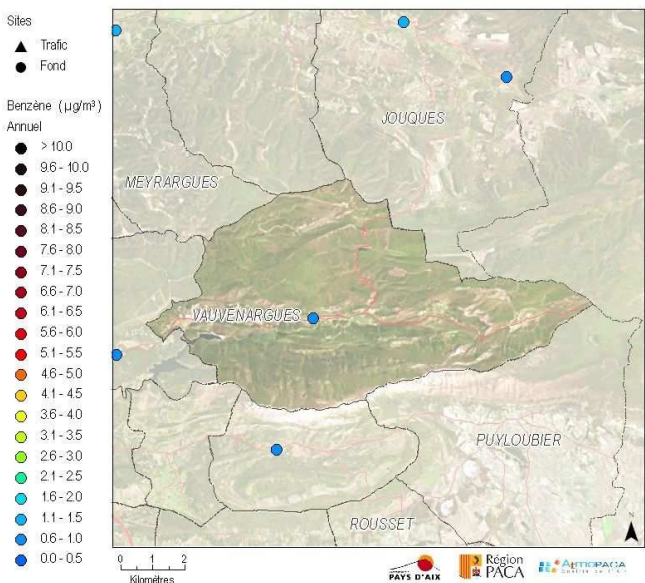 Sites
Trafic
Fond
Benzène (µg/m³)
Annuel
> 10.0
9.6 - 10.0
9.1 - 9.5
8.6 - 9.0
8.1 - 8.5
7.6 - 8.0
7.1 - 7.5
6.6 - 7.0
6.1 - 6.5
5.6 - 6.0
5.1 - 5.5
4.6 - 5.0
4.1 - 4.5
3.6 - 4.0
3.1 - 3.5
2.6 - 3.0
2.1 - 2.5
1.6 - 2.0
1.1 - 1.5
0.6 - 1.0
0.0 - 0.5
JOUQUES
MEYRARGUES
VAUVENARGUES
PUYLOUBIER
ROUSSET
0 1 2
Kilomètres
PAYS D'AIX
Région
PACA
AtmoPACA